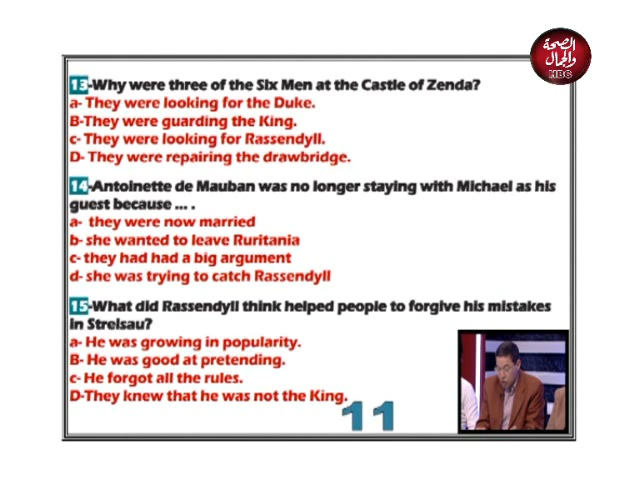 الصحة
والجمال
HBC
13-Why were three of the Six Men at the Castle of Zenda?
a- They were looking for the Duke.
B-They were guarding the King.
c- They were looking for Rassendyll.
D- They were repairing the drawbridge.
14-Antoinette de Mauban was no longer staying with Michael as his
guest because ... .
a- they were now married
b- she wanted to leave Ruritania
c- they had had a big argument
d- she was trying to catch Rassendyll
15-What did Rassendyll think helped people to forgive his mistakes
in Strelsau?
a- He was growing in popularity.
B- He was good at pretending.
c- He forgot all the rules.
D-They knew that he was not the King.
11